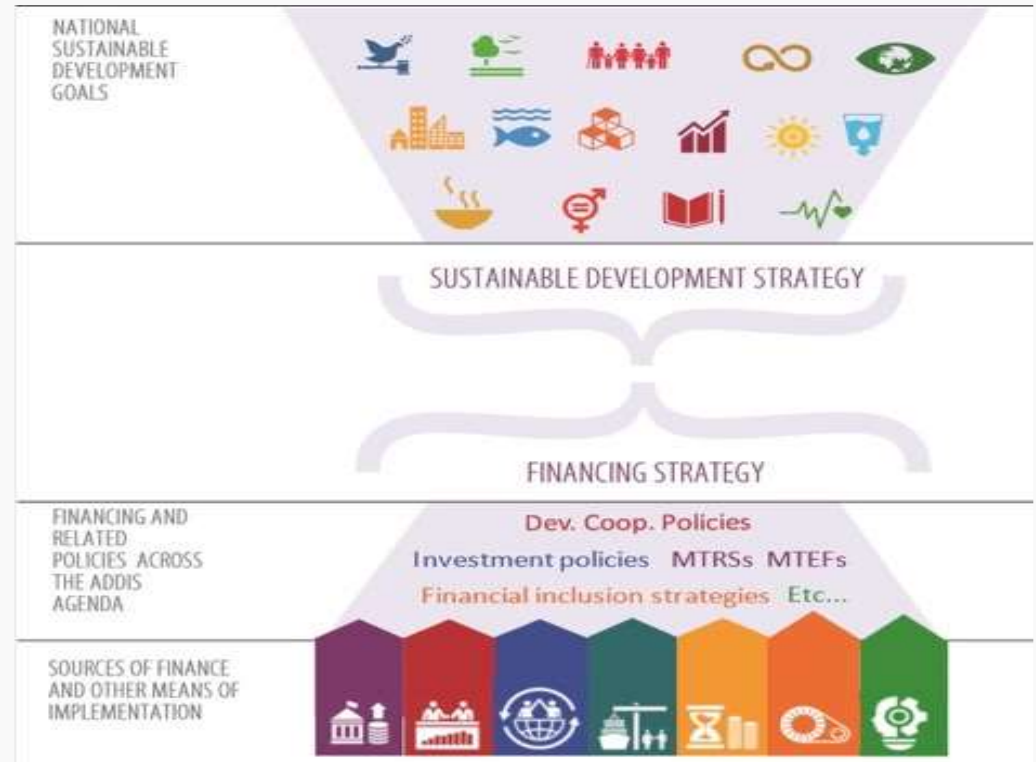 NATIONAL
SUSTAINABLE
DEVELOPMENT
GOALS
SUSTAINABLE DEVELOPMENT STRATEGY
FINANCING STRATEGY
FINANCING AND
RELATED
POLICIES ACROSS
THE ADDIS
AGENDA
Dev. Coop. Policies
Investment policies MTRSs MTEFs
Financial inclusion strategies Etc...
SOURCES OF FINANCE
AND OTHER MEANS OF
IMPLEMENTATION